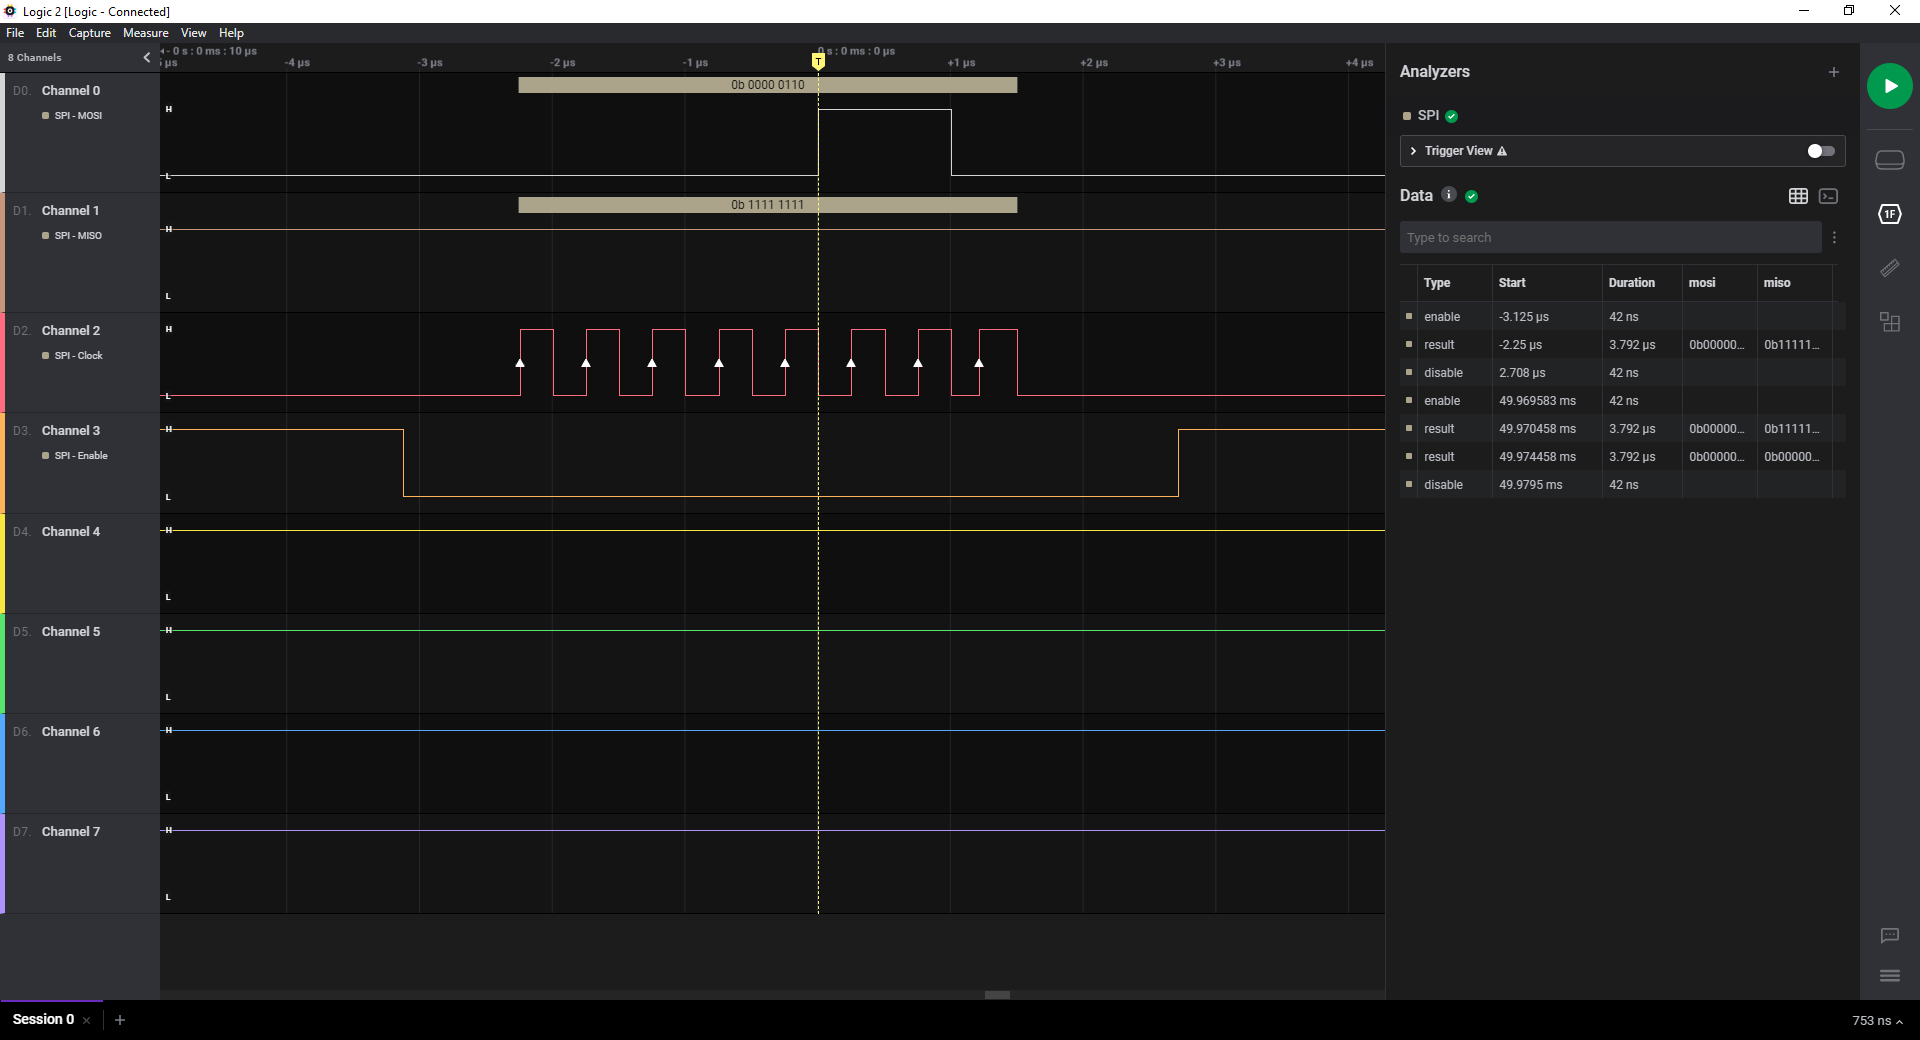 Logic 2 [Logic - Connected]
File Edit Capture Measure View Help
8 Channels
- 0 s : 0 ms : 10 µs
0 s : 0 ms : 0 µs
-4 µs -3 µs -2 µs -1 µs +1 µs +2 µs +3 µs +4 µs
D0. Channel 0
SPI - MOSI
0b 0000 0110
H
L
D1. Channel 1
SPI - MISO
0b 1111 1111
H
L
D2. Channel 2
SPI - Clock
H
L
D3. Channel 3
SPI - Enable
H
L
D4. Channel 4
H
L
D5. Channel 5
H
L
D6. Channel 6
H
L
D7. Channel 7
H
L
T
Analyzers
SPI
Trigger View
Data
Type to search
Type Start Duration mosi miso
enable -3.125 µs 42 ns
result -2.25 µs 3.792 µs 0b00000... 0b11111...
disable 2.708 µs 42 ns
enable 49.969583 ms 42 ns
result 49.970458 ms 3.792 µs 0b00000... 0b11111...
result 49.974458 ms 3.792 µs 0b00000... 0b00000...
disable 49.9795 ms 42 ns
1F
Session 0
753 ns